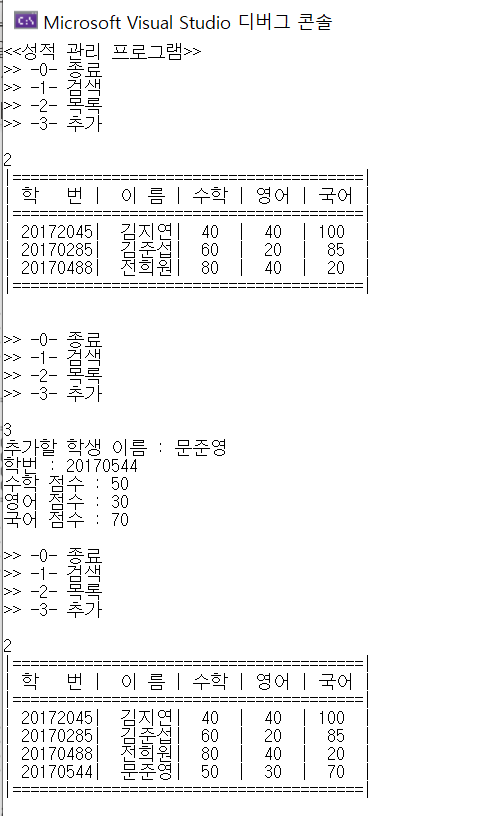 Microsoft Visual Studio 디버그 콘솔
<<성적 관리 프로그램>>
>> -0- 종료
>> -1- 검색
>> -2- 목록
>> -3- 추가
2
|=======================================|
| 학   번 |  이 름 | 수학 | 영어 | 국어 |
|=======================================|
| 20172045|  김지연|  40  |  40  | 100  |
| 20170285|  김준섭|  60  |  20  |  85  |
| 20170488|  전희원|  80  |  40  |  20  |
|=======================================|
>> -0- 종료
>> -1- 검색
>> -2- 목록
>> -3- 추가
3
추가할 학생 이름 : 문준영
학번 : 20170544
수학 점수 : 50
영어 점수 : 30
국어 점수 : 70
>> -0- 종료
>> -1- 검색
>> -2- 목록
>> -3- 추가
2
|=======================================|
| 학   번 |  이 름 | 수학 | 영어 | 국어 |
|=======================================|
| 20172045|  김지연|  40  |  40  | 100  |
| 20170285|  김준섭|  60  |  20  |  85  |
| 20170488|  전희원|  80  |  40  |  20  |
| 20170544|  문준영|  50  |  30  |  70  |
|=======================================|